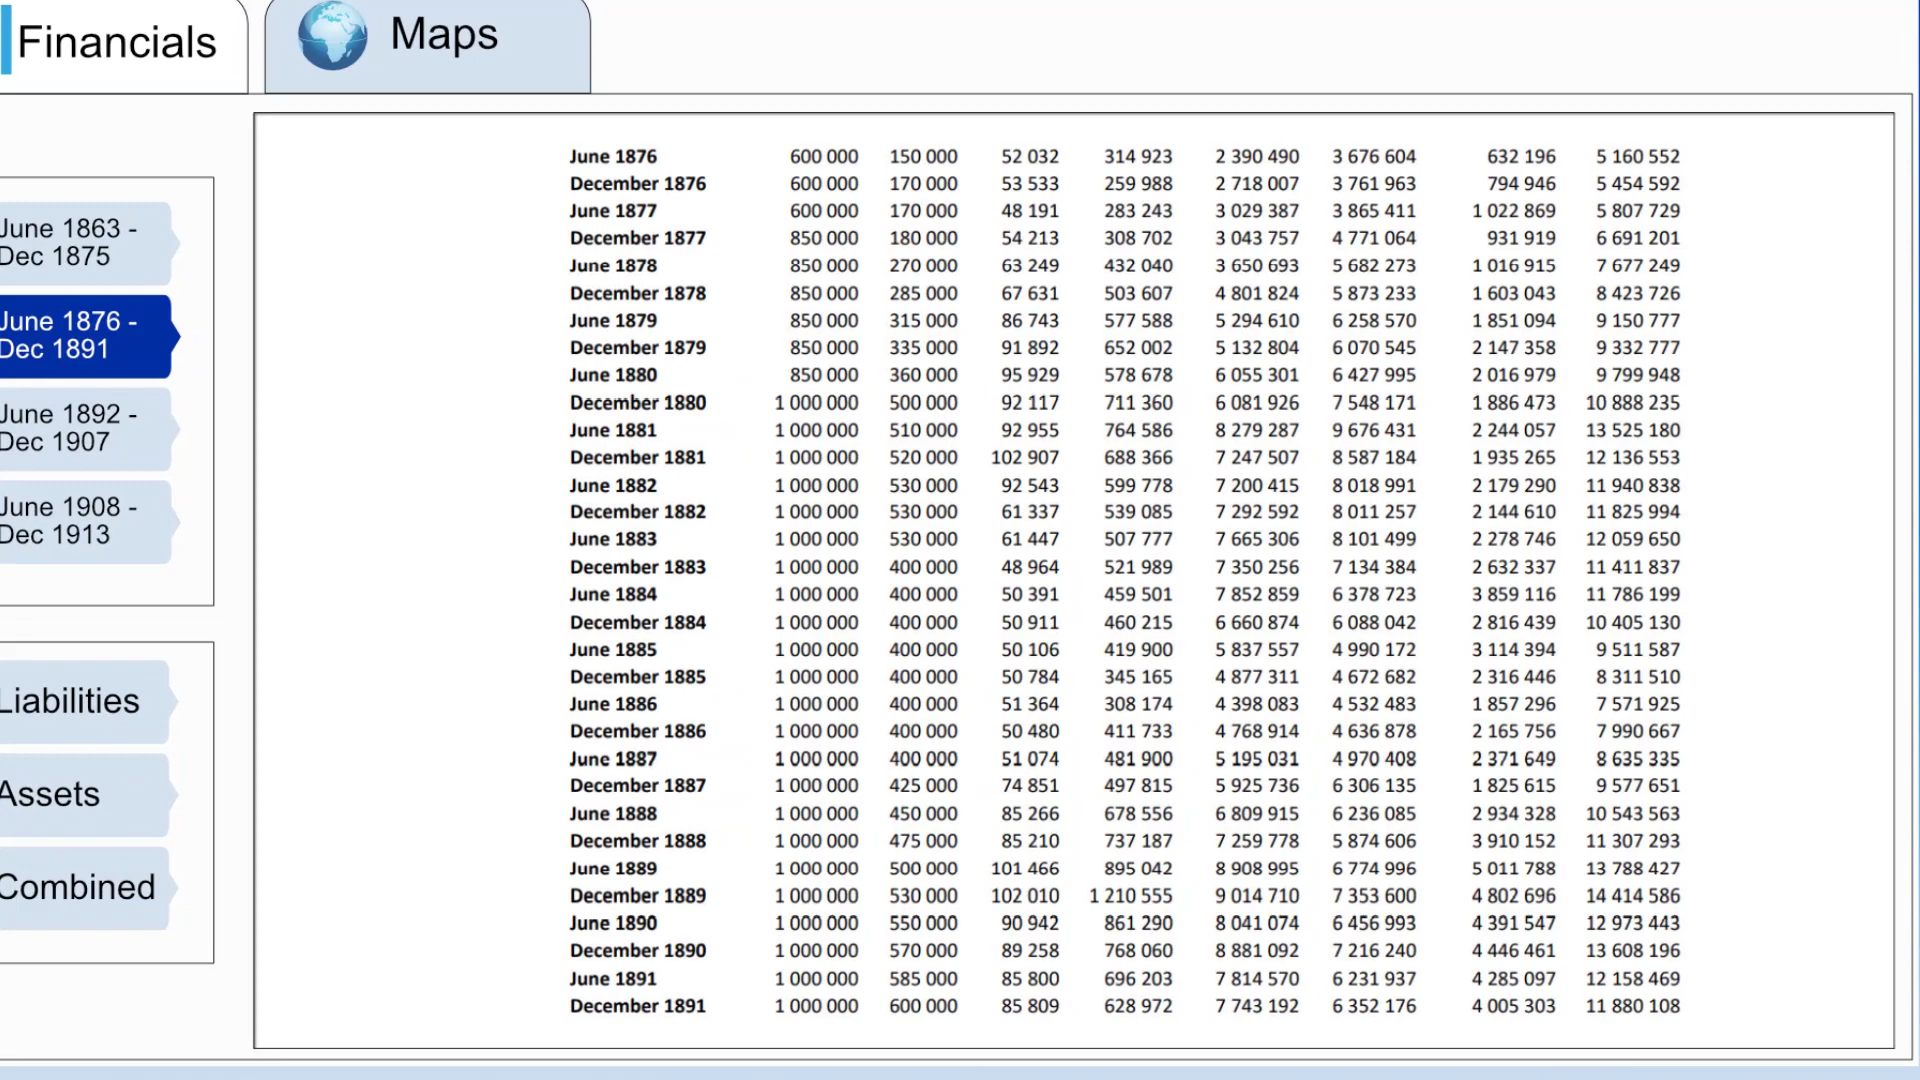 Financials
Maps
June 1863 -
Dec 1875
June 1876 -
Dec 1891
June 1892 -
Dec 1907
June 1908 -
Dec 1913
Liabilities
Assets
Combined
June 1876 600 000 150 000 52 032 314 923 2 390 490 3 676 604 632 196 5 160 552
December 1876 600 000 170 000 53 533 259 988 2 718 007 3 761 963 794 946 5 454 592
June 1877 600 000 170 000 48 191 283 243 3 029 387 3 865 411 1 022 869 5 807 729
December 1877 850 000 180 000 54 213 308 702 3 043 757 4 771 064 931 919 6 691 201
June 1878 850 000 270 000 63 249 432 040 3 650 693 5 682 273 1 016 915 7 677 249
December 1878 850 000 285 000 67 631 503 607 4 801 824 5 873 233 1 603 043 8 423 726
June 1879 850 000 315 000 86 743 577 588 5 294 610 6 258 570 1 851 094 9 150 777
December 1879 850 000 335 000 91 892 652 002 5 132 804 6 070 545 2 147 358 9 332 777
June 1880 850 000 360 000 95 929 578 678 6 055 301 6 427 995 2 016 979 9 799 948
December 1880 1 000 000 500 000 92 117 711 360 6 081 926 7 548 171 1 886 473 10 888 235
June 1881 1 000 000 510 000 92 955 764 586 8 279 287 9 676 431 2 244 057 13 525 180
December 1881 1 000 000 520 000 102 907 688 366 7 247 507 8 587 184 1 935 265 12 136 553
June 1882 1 000 000 530 000 92 543 599 778 7 200 415 8 018 991 2 179 290 11 940 838
December 1882 1 000 000 530 000 61 337 539 085 7 292 592 8 011 257 2 144 610 11 825 994
June 1883 1 000 000 530 000 61 447 507 777 7 665 306 8 101 499 2 278 746 12 059 650
December 1883 1 000 000 400 000 48 964 521 989 7 350 256 7 134 384 2 632 337 11 411 837
June 1884 1 000 000 400 000 50 391 459 501 7 852 859 6 378 723 3 859 116 11 786 199
December 1884 1 000 000 400 000 50 911 460 215 6 660 874 6 088 042 2 816 439 10 405 130
June 1885 1 000 000 400 000 50 106 419 900 5 837 557 4 990 172 3 114 394 9 511 587
December 1885 1 000 000 400 000 50 784 345 165 4 877 311 4 672 682 2 316 446 8 311 510
June 1886 1 000 000 400 000 51 364 308 174 4 398 083 4 532 483 1 857 296 7 571 925
December 1886 1 000 000 400 000 50 480 411 733 4 768 914 4 636 878 2 165 756 7 990 667
June 1887 1 000 000 400 000 51 074 481 900 5 195 031 4 970 408 2 371 649 8 635 335
December 1887 1 000 000 425 000 74 851 497 815 5 925 736 6 306 135 1 825 615 9 577 651
June 1888 1 000 000 450 000 85 266 678 556 6 809 915 6 236 085 2 934 328 10 543 563
December 1888 1 000 000 475 000 85 210 737 187 7 259 778 5 874 606 3 910 152 11 307 293
June 1889 1 000 000 500 000 101 466 895 042 8 908 995 6 774 996 5 011 788 13 788 427
December 1889 1 000 000 530 000 102 010 1 210 555 9 014 710 7 353 600 4 802 696 14 414 586
June 1890 1 000 000 550 000 90 942 861 290 8 041 074 6 456 993 4 391 547 12 973 443
December 1890 1 000 000 570 000 89 258 768 060 8 881 092 7 216 240 4 446 461 13 608 196
June 1891 1 000 000 585 000 85 800 696 203 7 814 570 6 231 937 4 285 097 12 158 469
December 1891 1 000 000 600 000 85 809 628 972 7 743 192 6 352 176 4 005 303 11 880 108